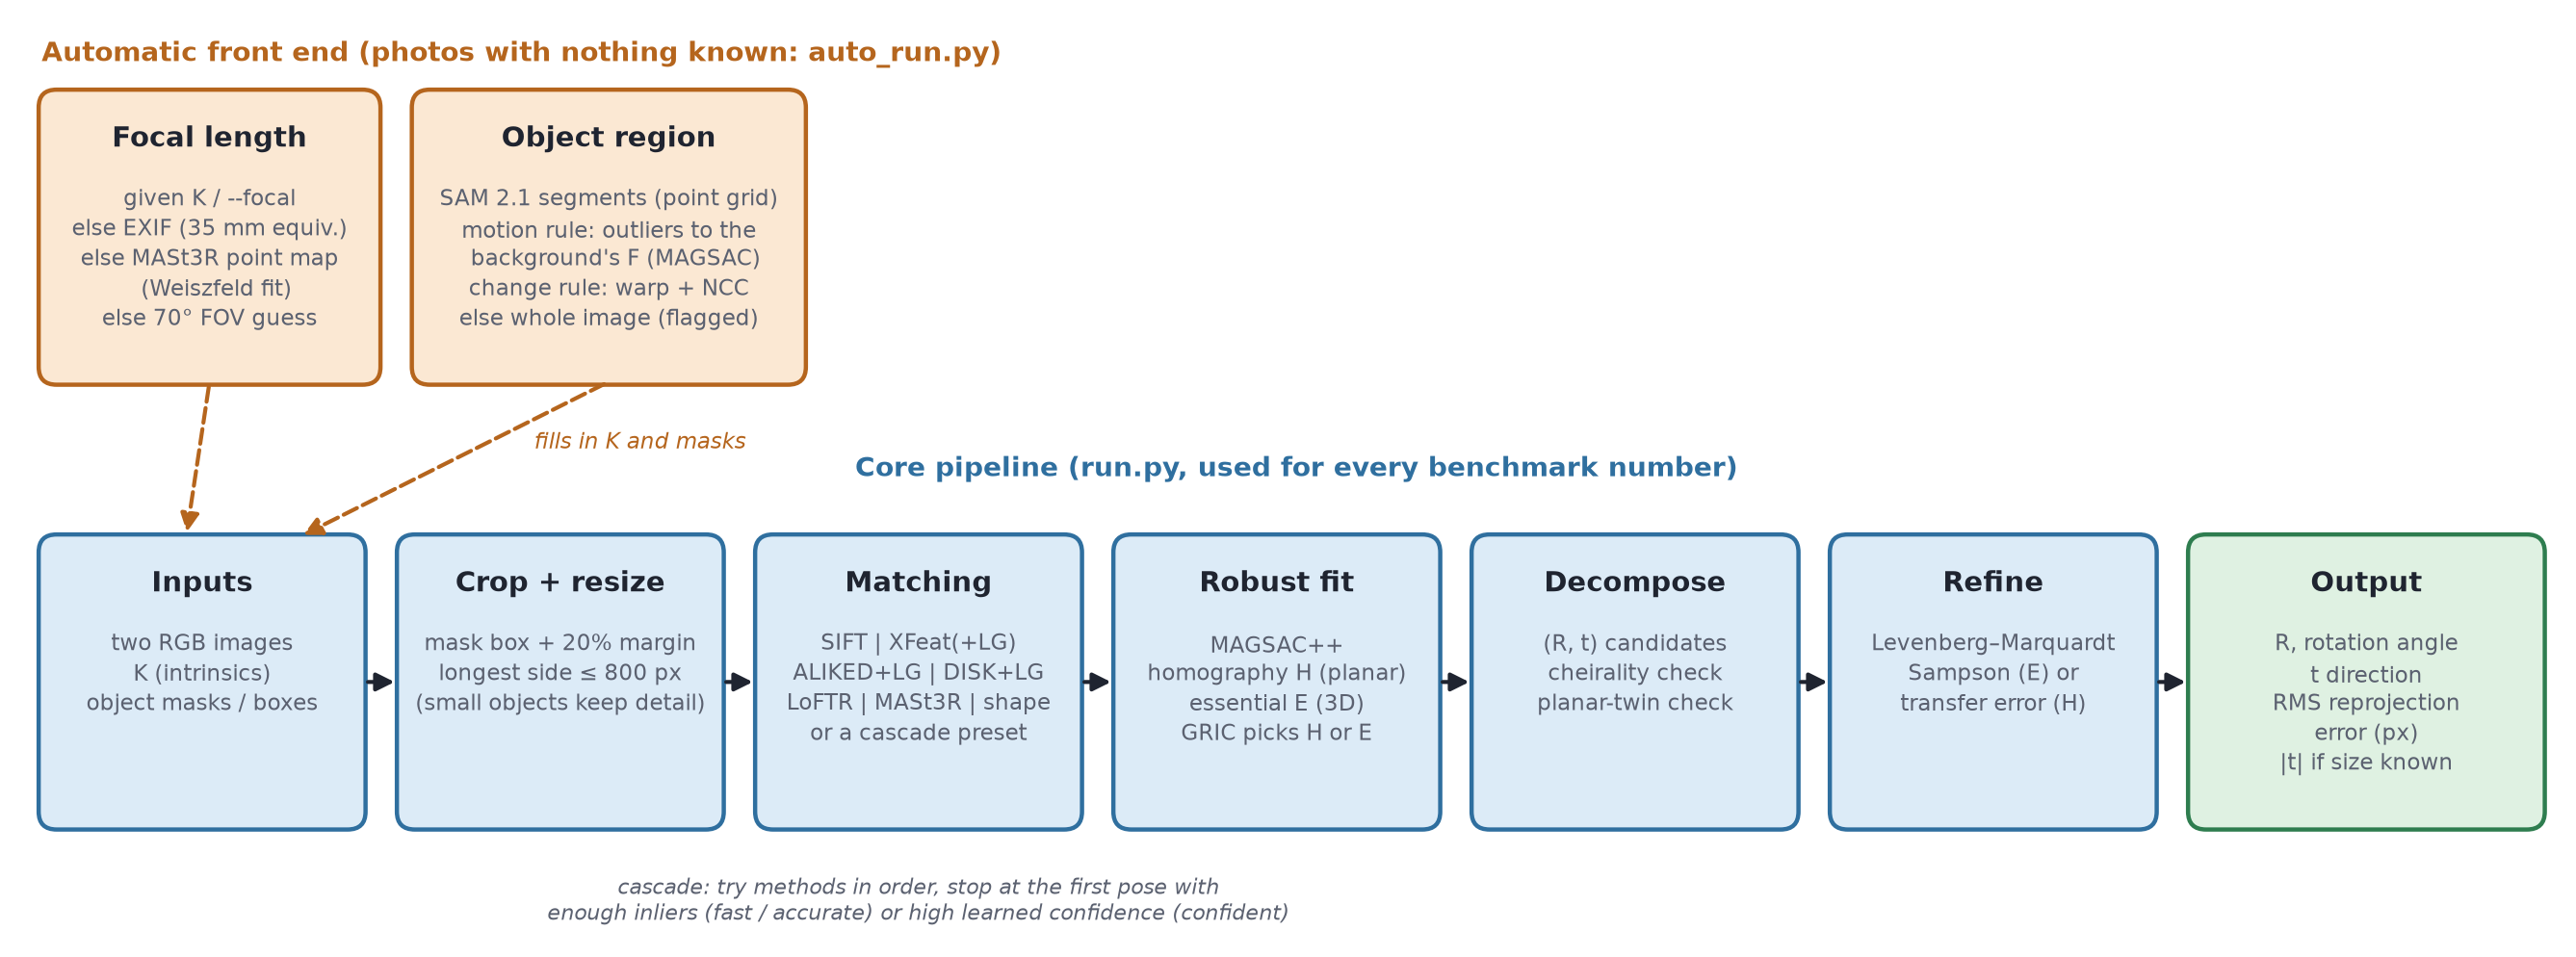 Automatic front end (photos with nothing known: auto_run.py)
Focal length
given K / --focal
else EXIF (35 mm equiv.)
else MASt3R point map
(Weiszfeld fit)
else 70° FOV guess
Object region
SAM 2.1 segments (point grid)
motion rule: outliers to the
background's F (MAGSAC)
change rule: warp + NCC
else whole image (flagged)
fills in K and masks
Core pipeline (run.py, used for every benchmark number)
Inputs
two RGB images
K (intrinsics)
object masks / boxes
Crop + resize
mask box + 20% margin
longest side ≤ 800 px
(small objects keep detail)
Matching
SIFT | XFeat(+LG)
ALIKED+LG | DISK+LG
LoFTR | MASt3R | shape
or a cascade preset
Robust fit
MAGSAC++
homography H (planar)
essential E (3D)
GRIC picks H or E
Decompose
(R, t) candidates
cheirality check
planar-twin check
Refine
Levenberg–Marquardt
Sampson (E) or
transfer error (H)
Output
R, rotation angle
t direction
RMS reprojection
error (px)
|t| if size known
cascade: try methods in order, stop at the first pose with
enough inliers (fast / accurate) or high learned confidence (confident)